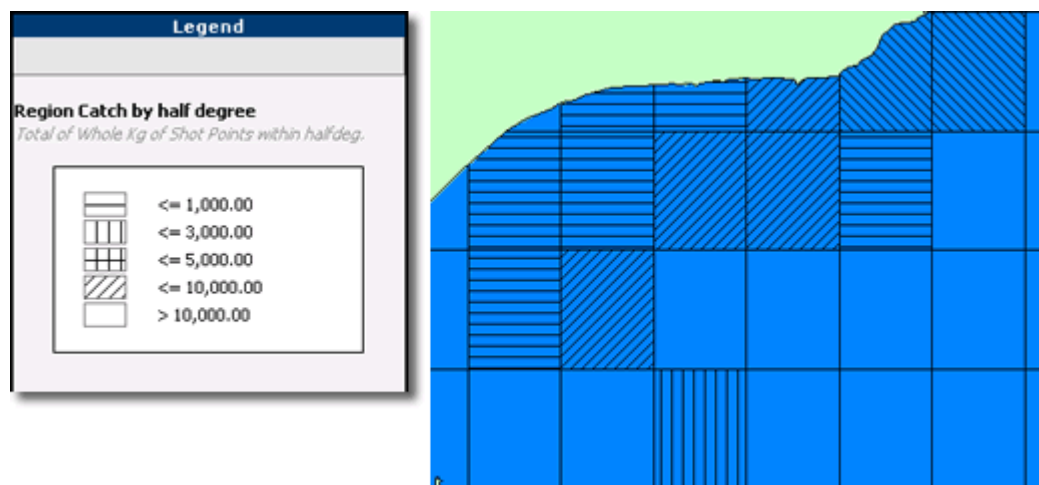 Legend
Region Catch by half degree
Total of Whole Kg of Shot Points within halfdeg.
<= 1,000.00
<= 3,000.00
<= 5,000.00
<= 10,000.00
> 10,000.00